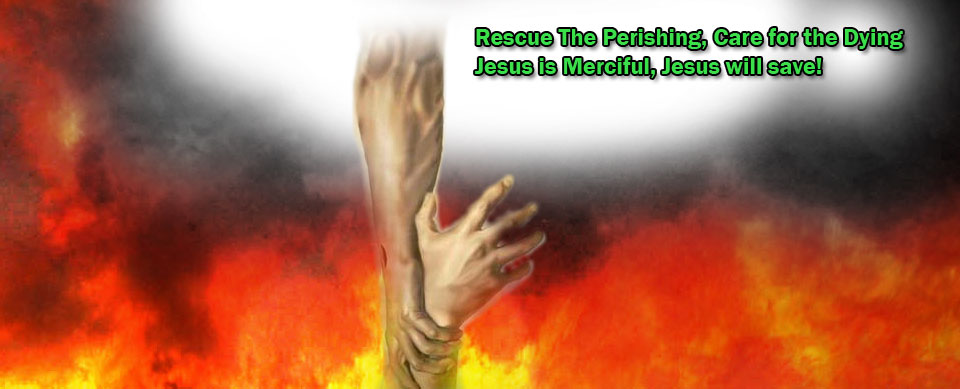 Rescue The Perishing, Care for the Dying
Jesus is Merciful, Jesus will save!